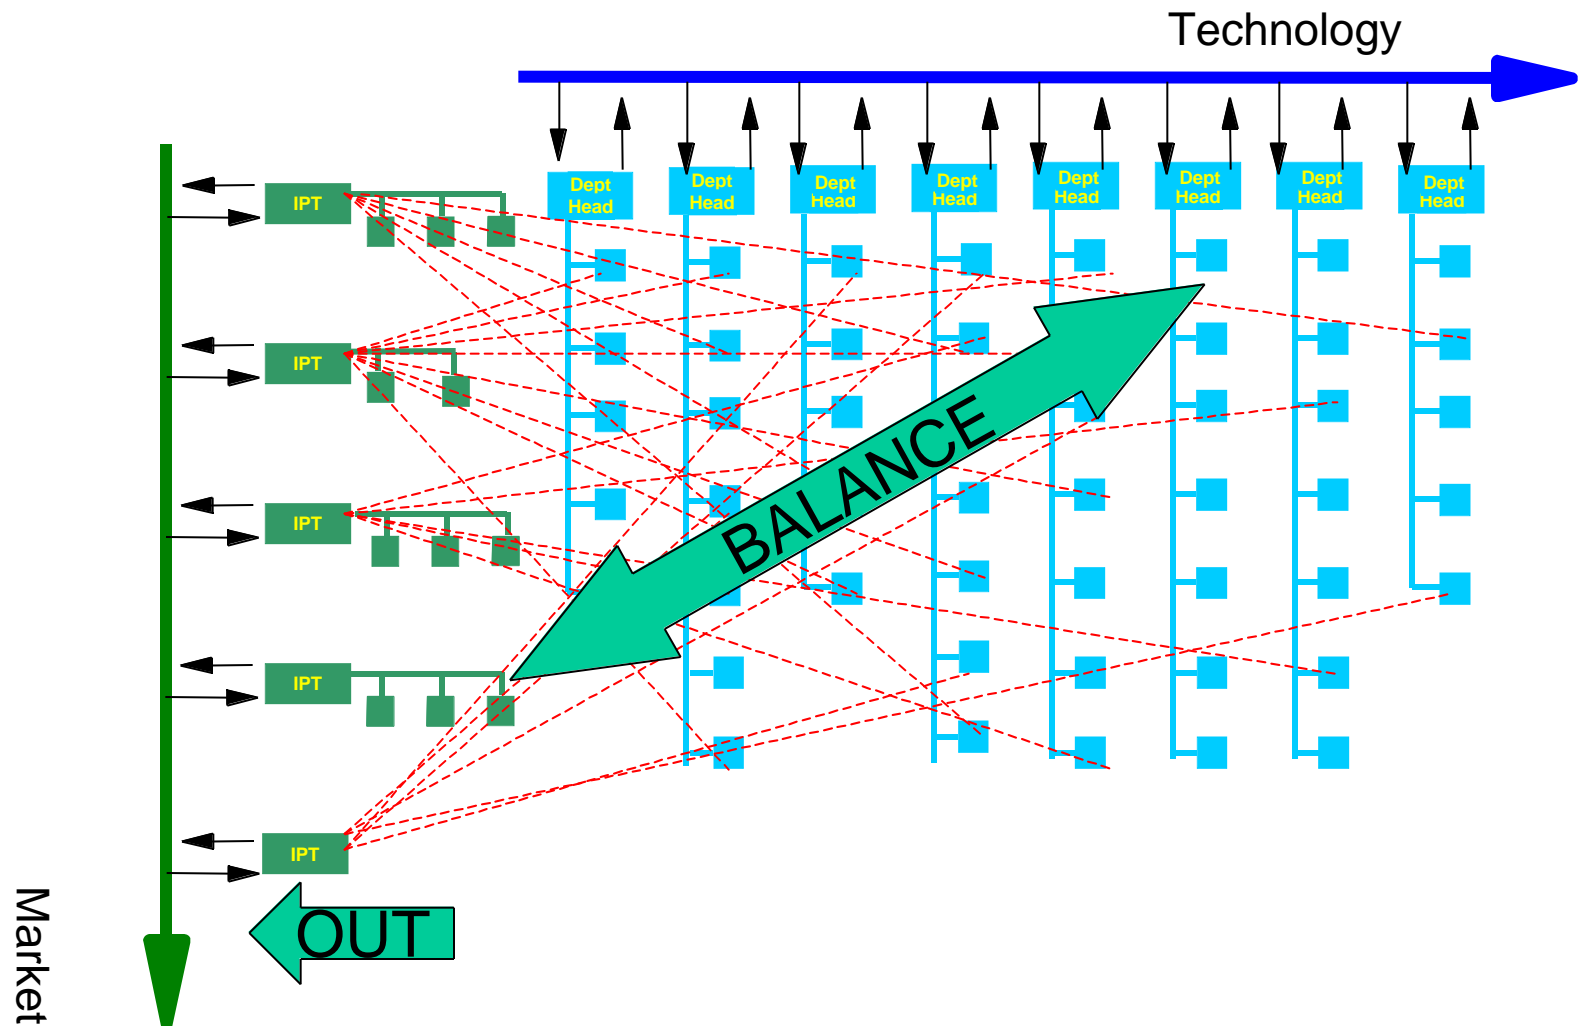 Technology
Dept
Head
Dept
Head
Dept
Head
Dept
Head
Dept
Head
Dept
Head
Dept
Head
Dept
Head
IPT
IPT
IPT
IPT
IPT
BALANCE
OUT
Market